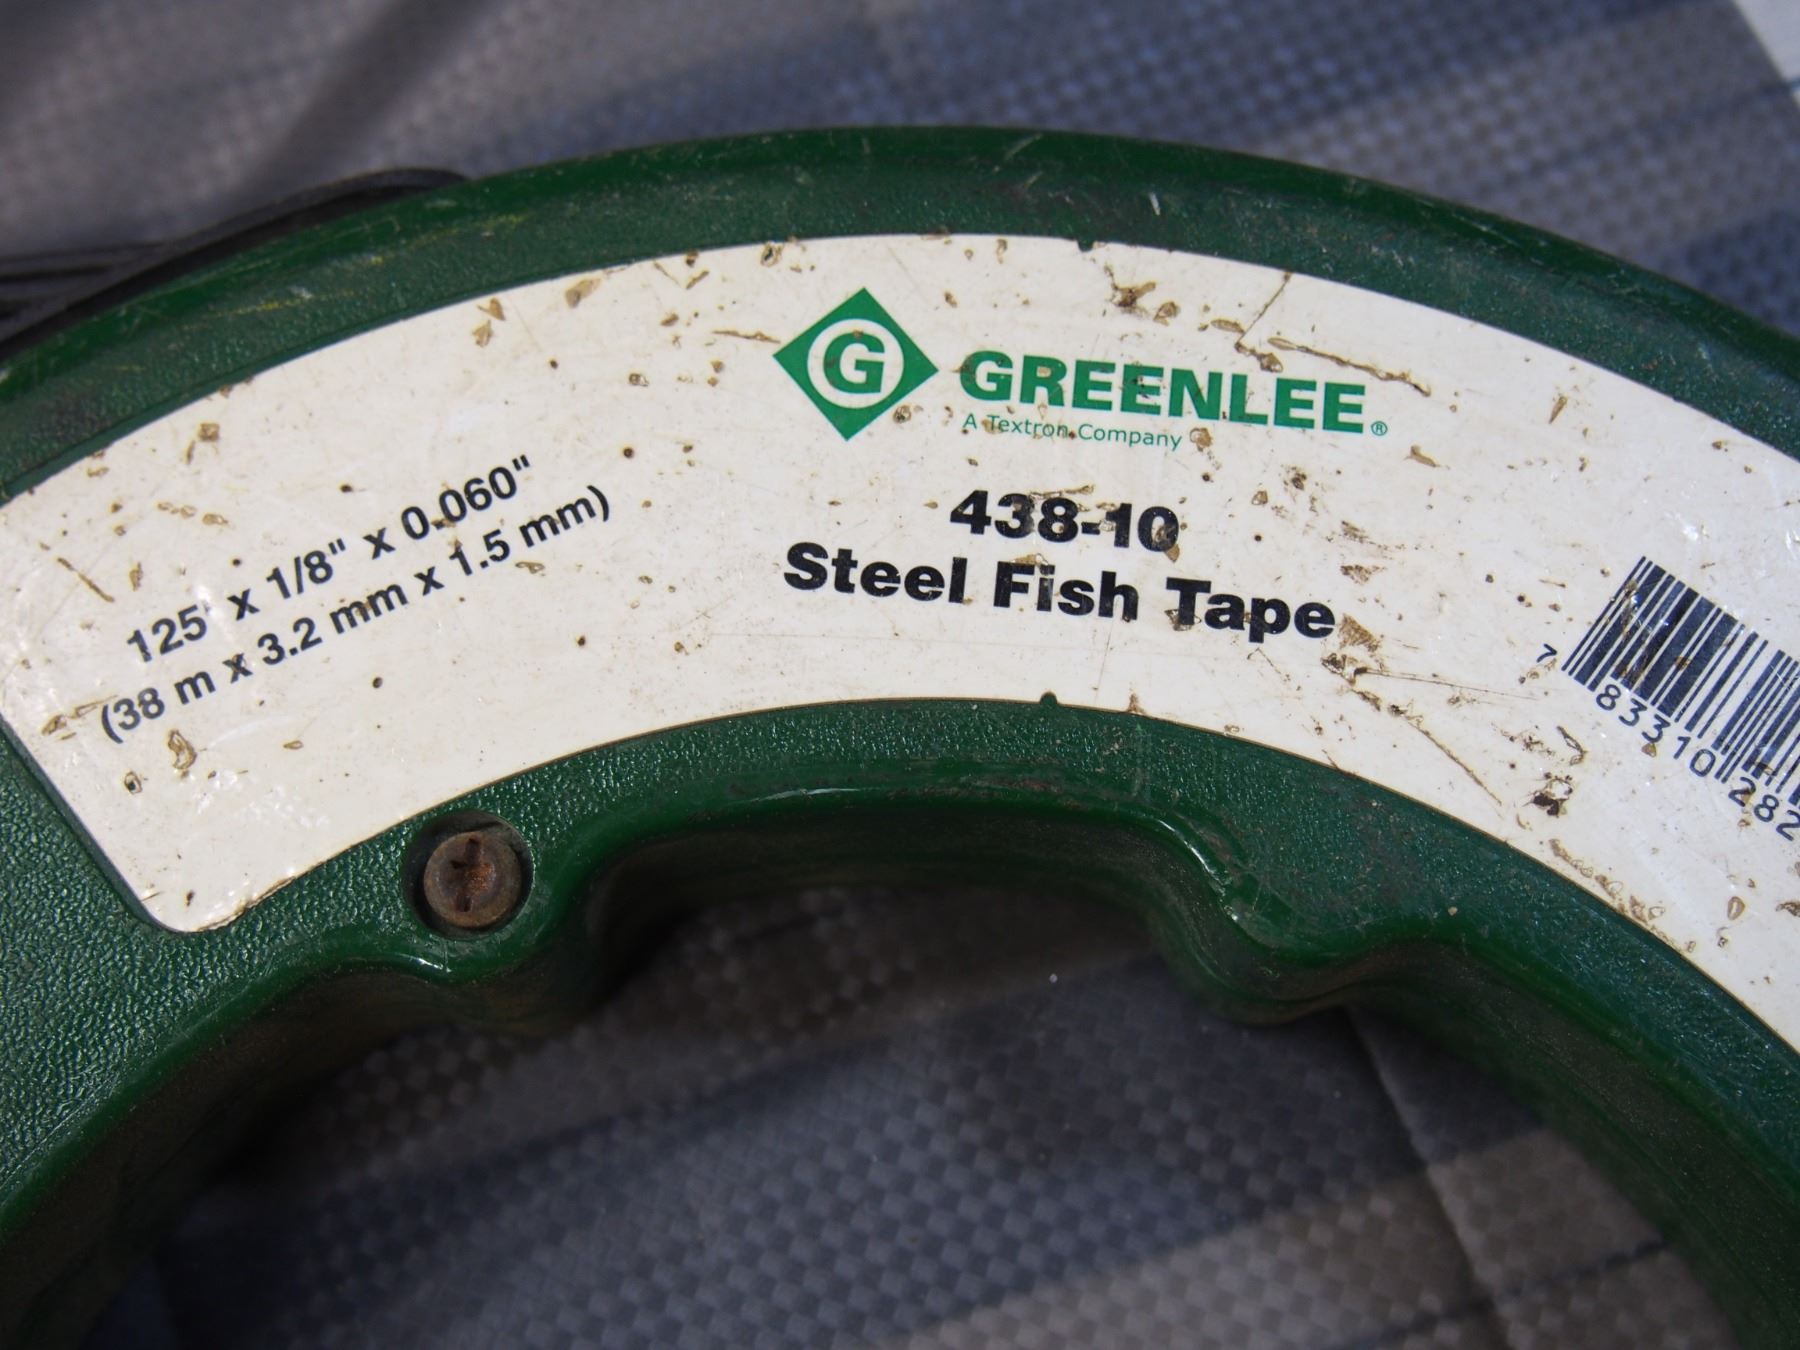 125' x 1/8" x 0.060"
(38 m x 3.2 mm x 1.5 mm)
G GREENLEE®
A Textron Company
438-10
Steel Fish Tape
7 83310 282